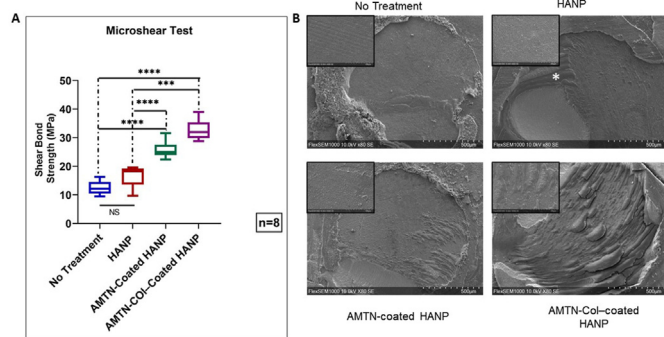 A
Microshear Test
Shear Bond
Strength (MPa)
50
40
30
20
10
0
****
***
****
****
NS
n=8
No Treatment
HANP
AMTN-Coated HANP
AMTN-COl-Coated HANP
B
No Treatment
HANP
*
FlexSEM1000 10.0kV x80 SE
500μm
FlexSEM1000 10.0kV x80 SE
500μm
FlexSEM1000 10.0kV x80 SE
500μm
FlexSEM1000 10.0kV x80 SE
500μm
AMTN-coated HANP
AMTN-Col–coated
HANP